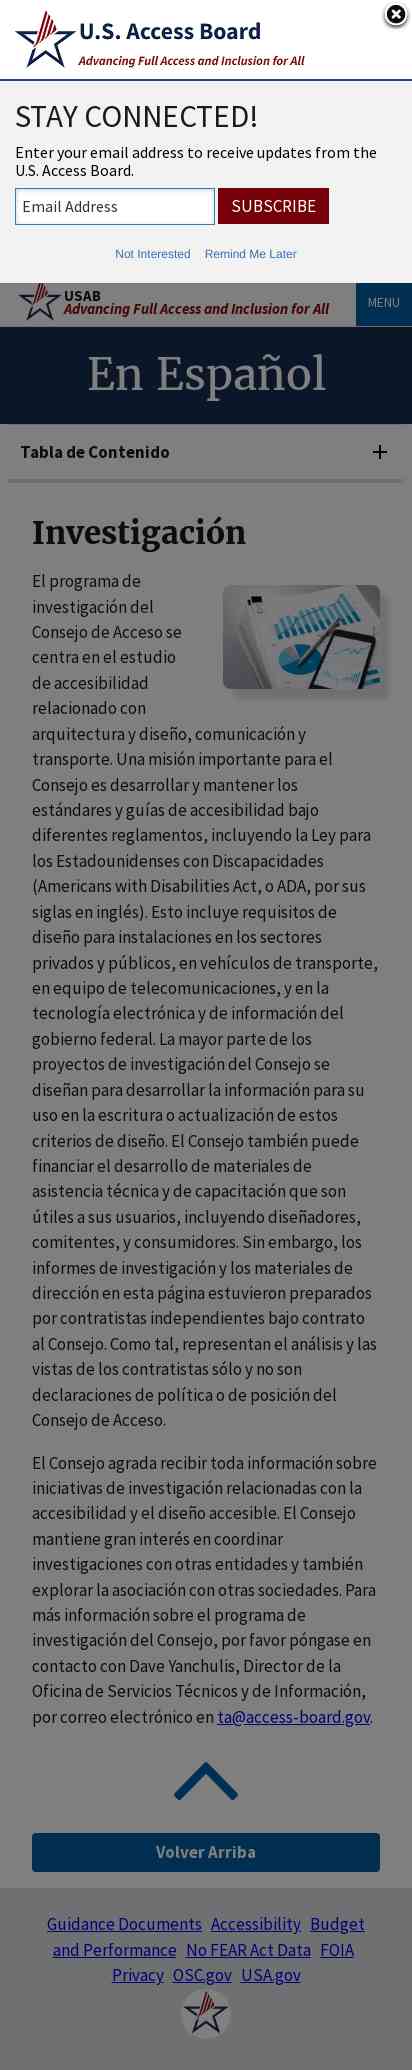 U.S. Access Board
Advancing Full Access and Inclusion for All
STAY CONNECTED!
Enter your email address to receive updates from the
U.S. Access Board.
Email Address
SUBSCRIBE
Not Interested Remind Me Later
USAB
Advancing Full Access and Inclusion for All
MENU
En Español
Tabla de Contenido
Investigación
El programa de
investigación del
Consejo de Acceso se
centra en el estudio
de accesibilidad
relacionado con
arquitectura y diseño, comunicación y
transporte. Una misión importante para el
Consejo es desarrollar y mantener los
estándares y guías de accesibilidad bajo
diferentes reglamentos, incluyendo la Ley para
los Estadounidenses con Discapacidades
(Americans with Disabilities Act, o ADA, por sus
siglas en inglés). Esto incluye requisitos de
diseño para instalaciones en los sectores
privados y públicos, en vehículos de transporte,
en equipo de telecomunicaciones, y en la
tecnología electrónica y de información del
gobierno federal. La mayor parte de los
proyectos de investigación del Consejo se
diseñan para desarrollar la información para su
uso en la escritura o actualización de estos
criterios de diseño. El Consejo también puede
financiar el desarrollo de materiales de
asistencia técnica y de capacitación que son
útiles a sus usuarios, incluyendo diseñadores,
comitentes, y consumidores. Sin embargo, los
informes de investigación y los materiales de
dirección en esta página estuvieron preparados
por contratistas independientes bajo contrato
al Consejo. Como tal, representan el análisis y las
vistas de los contratistas sólo y no son
declaraciones de política o de posición del
Consejo de Acceso.
El Consejo agrada recibir toda información sobre
iniciativas de investigación relacionadas con la
accesibilidad y el diseño accesible. El Consejo
mantiene gran interés en coordinar
investigaciones con otras entidades y también
explorar la asociación con otras sociedades. Para
más información sobre el programa de
investigación del Consejo, por favor póngase en
contacto con Dave Yanchulis, Director de la
Oficina de Servicios Técnicos y de Información,
por correo electrónico en ta@access-board.gov.
Volver Arriba
Guidance Documents Accessibility Budget
and Performance No FEAR Act Data FOIA
Privacy OSC.gov USA.gov